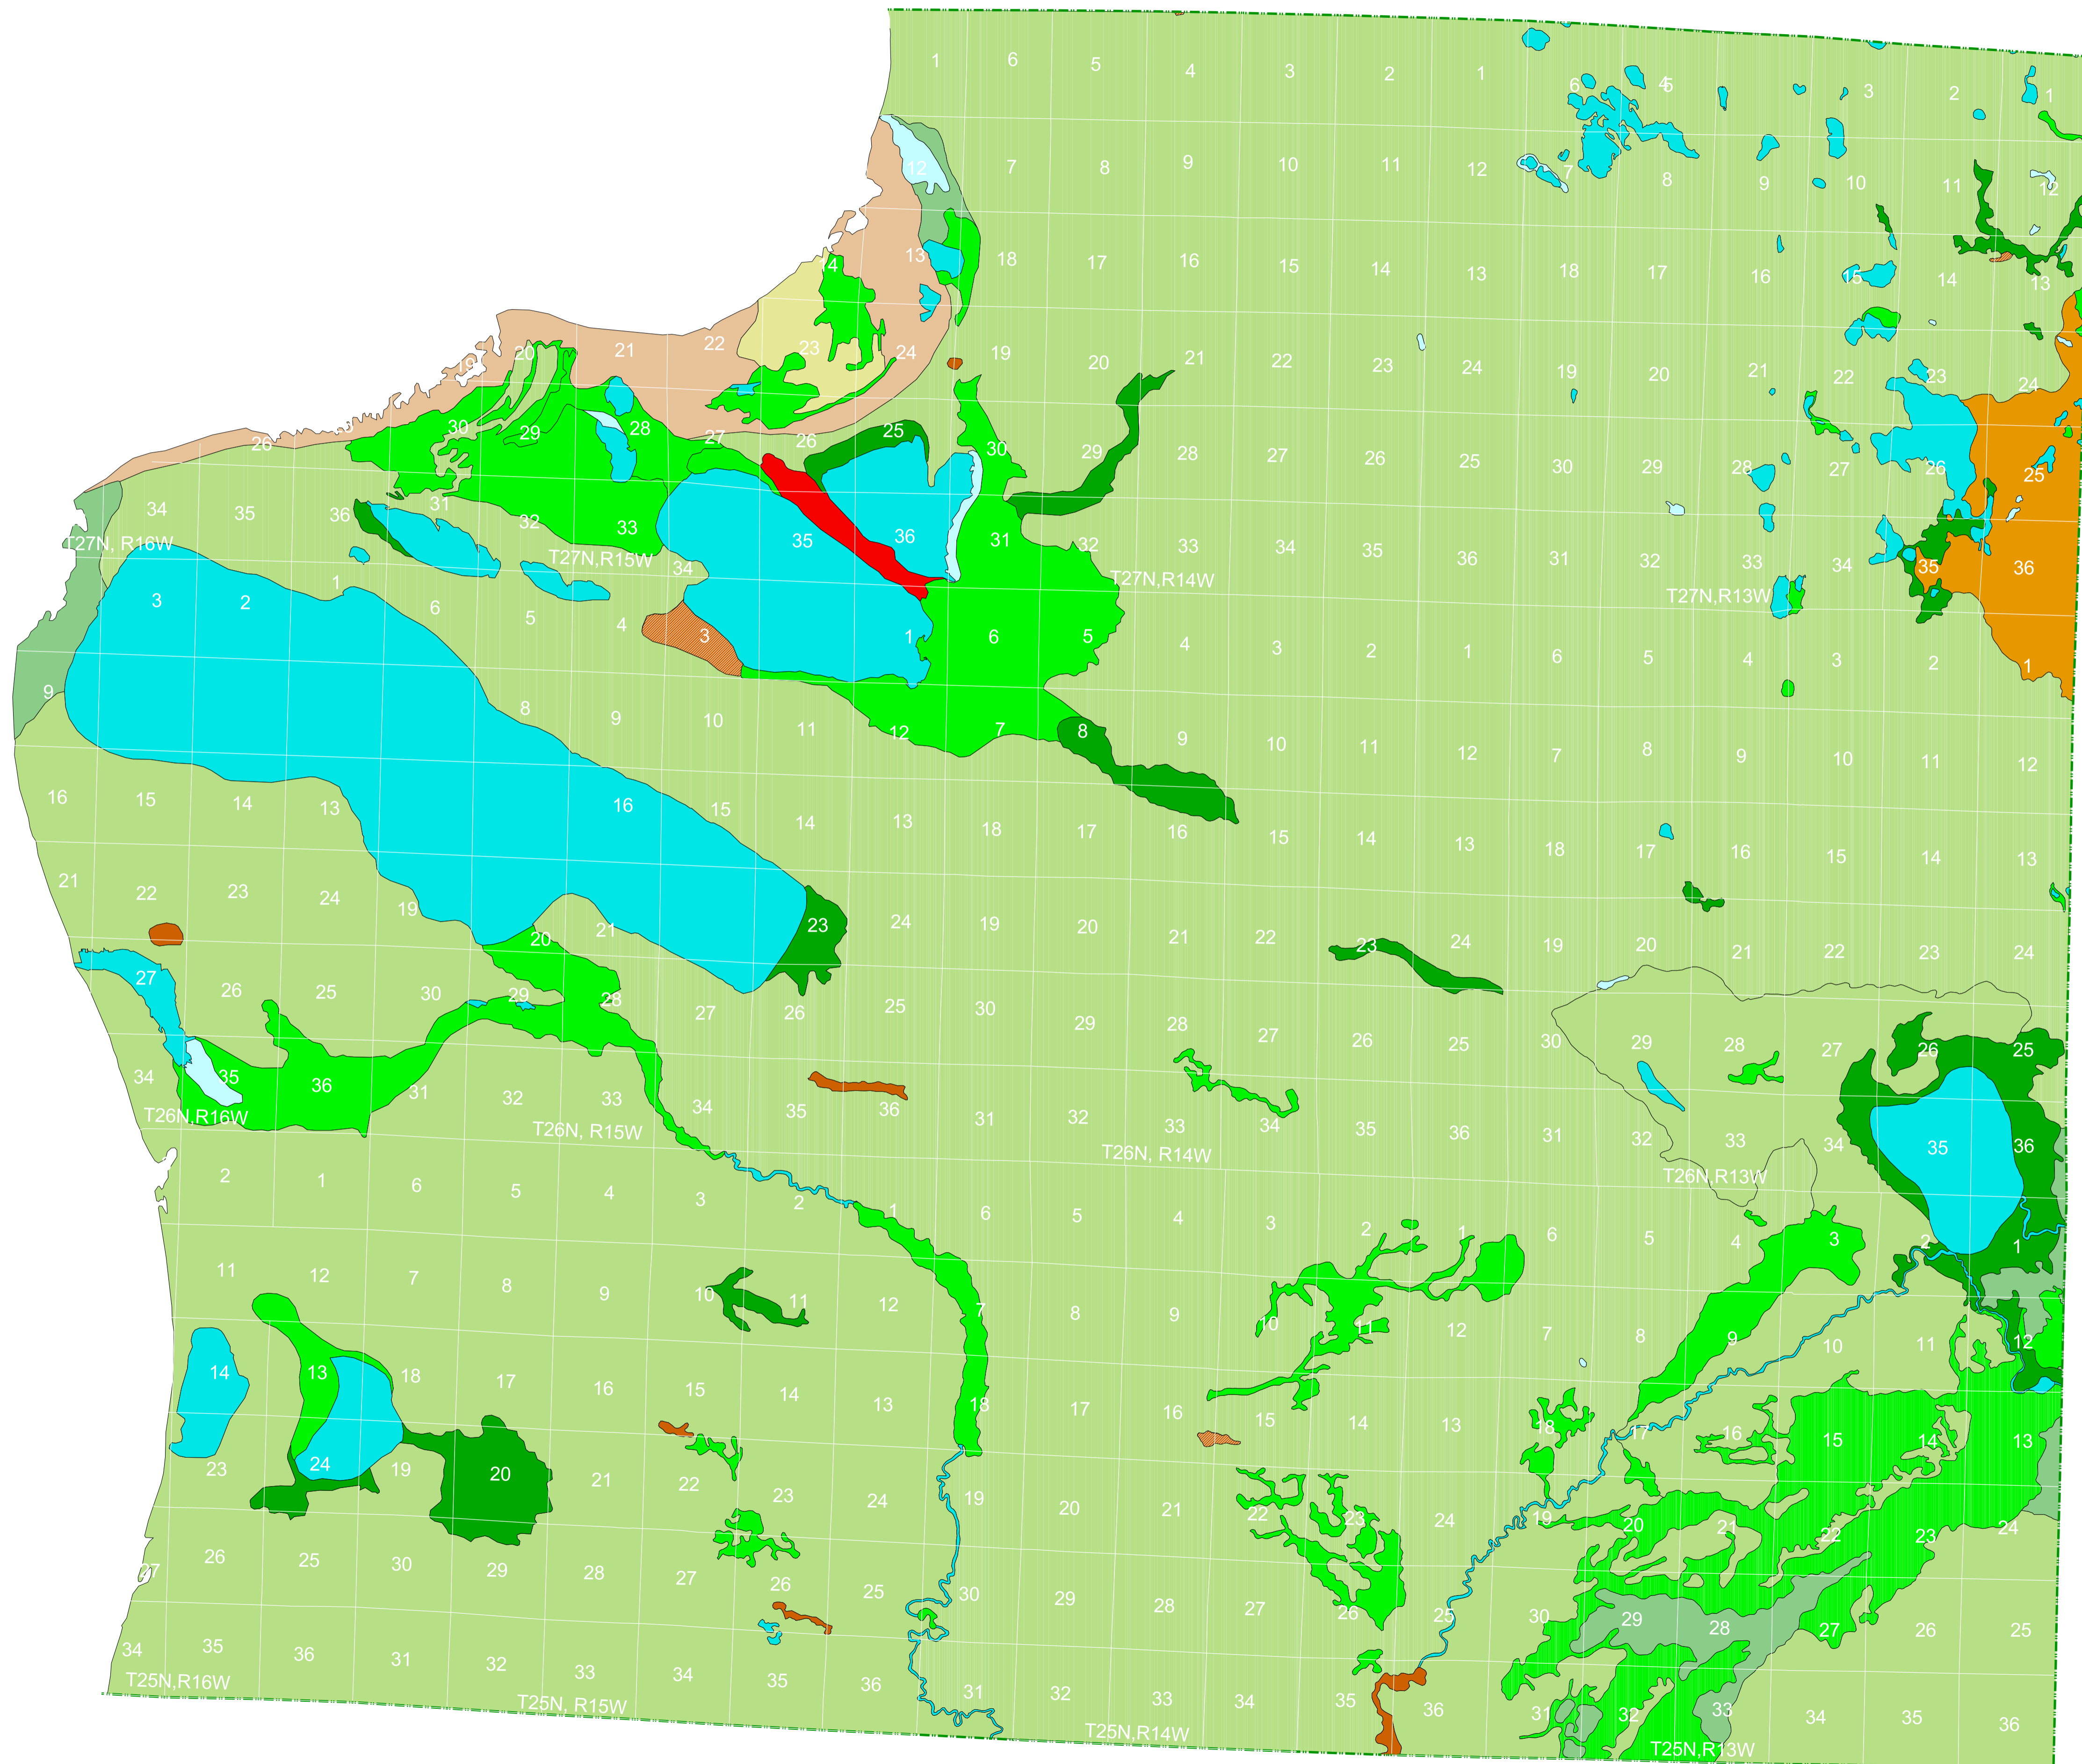 1 6 5 4 3 2 1 6 4 5 3 2 1
12 7 8 9 10 11 12 7 8 9 10 11 12
14 13 18 17 16 15 14 13 18 17 16 15 14 13
19 20 21 22 23 24 19 20 21 22 23 24 19 20 21 22 23 24
26 30 29 28 27 26 25 30 29 28 27 26 25 30 29 28 27 26 25
34 35 36 31 32 33 34 35 36 31 32 33 34 35 36 31 32 33 34 35 36
T27N, R16W
T27N,R15W
T27N,R14W
T27N,R13W
3 2 1 6 5 4 3 1 6 5 4 3 2 1 6 5 4 3 2 1
9 8 9 10 11 12 7 8 9 10 11 12 7 8 9 10 11 12
16 15 14 13 16 15 14 13 18 17 16 15 14 13 18 17 16 15 14 13
21 22 23 24 19 20 21 23 24 19 20 21 22 23 24 19 20 21 22 23 24
27 26 25 30 29 28 27 26 25 30 29 28 27 26 25 30 29 28 27 26 25
34 35 36 31 32 33 34 35 36 31 32 33 34 35 36 31 32 33 34 35 36
T26N,R16W
T26N, R15W
T26N, R14W
T26N,R13W
2 1 6 5 4 3 2 1 6 5 4 3 2 1 6 5 4 3 2 1
11 12 7 8 9 10 11 12 7 8 9 10 11 12 7 8 9 10 11 12
14 13 18 17 16 15 14 13 18 17 16 15 14 13 18 17 16 15 14 13
23 24 19 20 21 22 23 24 19 20 21 22 23 24 19 20 21 22 23 24
27 26 25 30 29 28 27 26 25 30 29 28 27 26 25 30 29 28 27 26 25
34 35 36 31 32 33 34 35 36 31 32 33 34 35 36 31 32 33 34 35 36
T25N,R16W
T25N, R15W
T25N,R14W
T25N,R13W